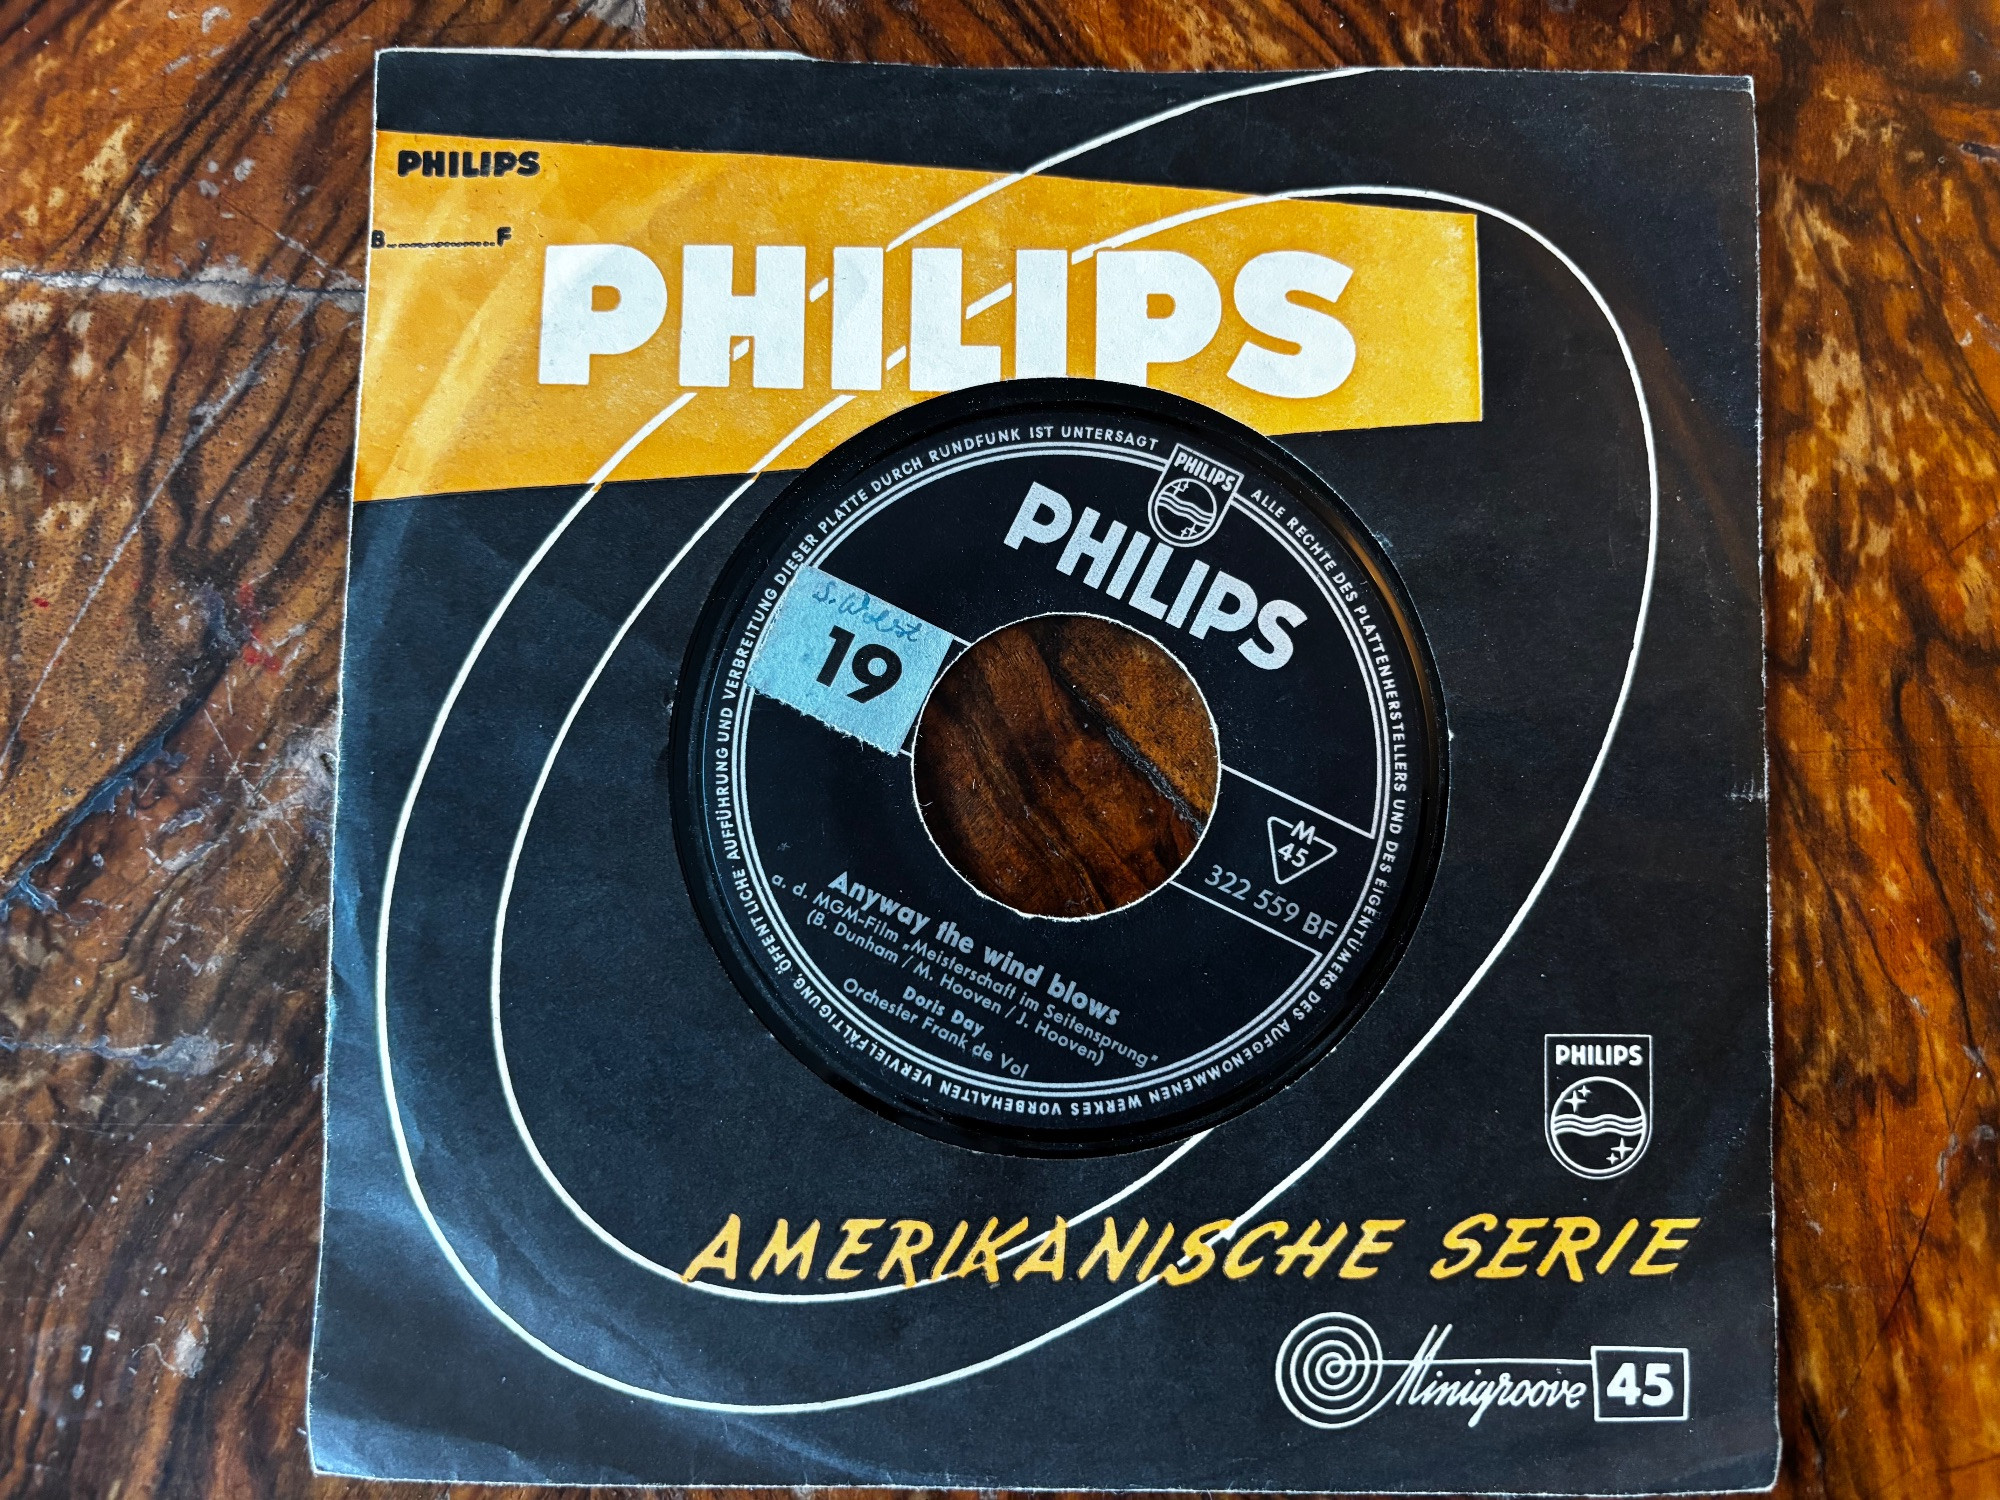 PHILIPS
B..................F
PHILIPS
ÖFFENTLICHE AUFFÜHRUNG UND VERBREITUNG DIESER PLATTE DURCH RUNDFUNK IST UNTERSAGT
ALLE RECHTE DES PLATTENHERSTELLERS UND DES EIGENTÜMERS DES AUFGENOMMENEN WERKES VORBEHALTEN VERVIELFÄLTIGUNG,
PHILIPS
PHILIPS
19
M
45
322 559 BF
Anyway the wind blows
a. d. MGM-Film „Meisterschaft im Seitensprung"
(B. Dunham / M. Hooven / J. Hooven)
Doris Day
Orchester Frank de Vol
PHILIPS
AMERIKANISCHE SERIE
Minigroove 45